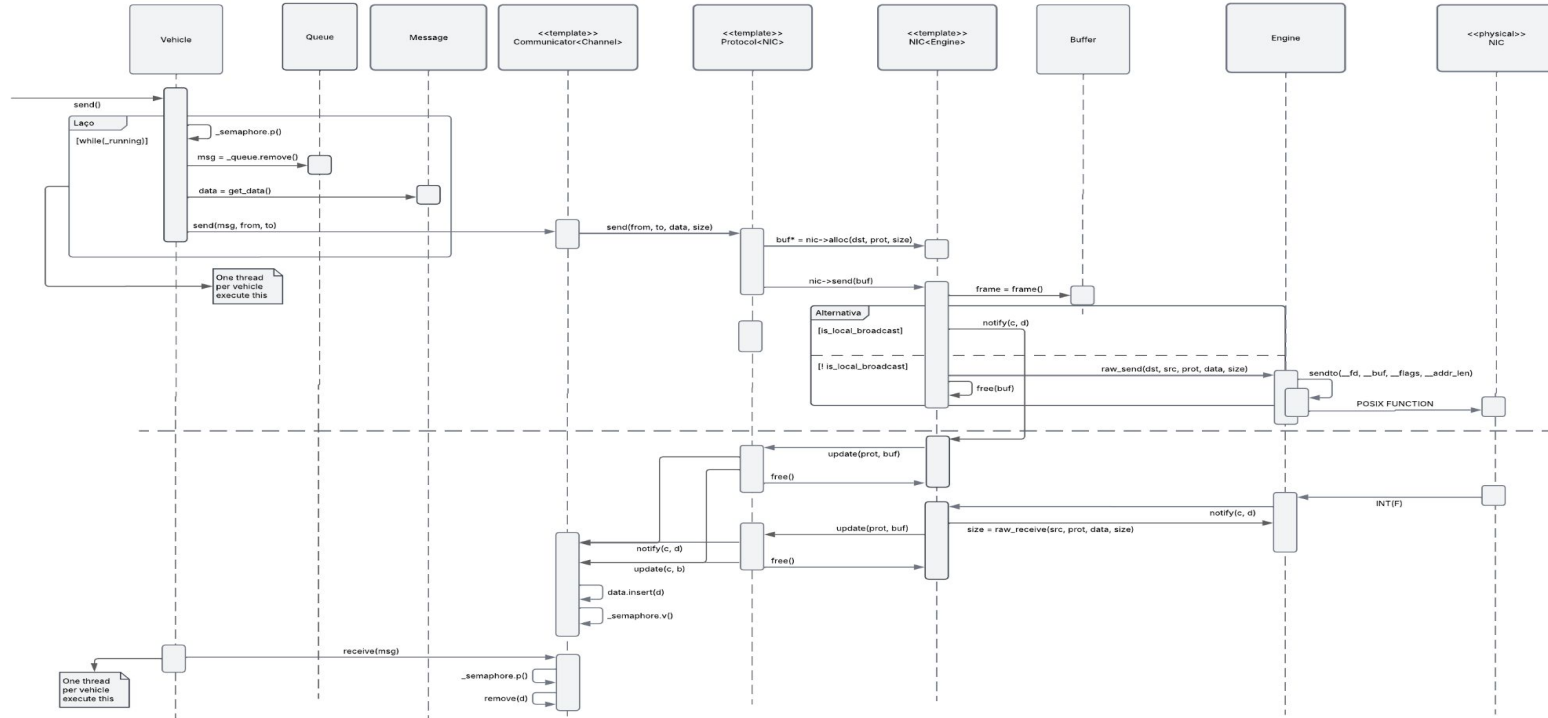 Vehicle
Queue
Message
<<template>>
Communicator<Channel>
<<template>>
Protocol<NIC>
<<template>>
NIC<Engine>
Buffer
Engine
<<physical>>
NIC
send()
Laço
[while(_running)]
_semaphore.p()
msg = _queue.remove()
data = get_data()
send(msg, from, to)
send(from, to, data, size)
buf* = nic->alloc(dst, prot, size)
One thread
per vehicle
execute this
nic->send(buf)
frame = frame()
Alternativa
[is_local_broadcast]
notify(c, d)
[! is_local_broadcast]
raw_send(dst, src, prot, data, size)
sendto(__fd, __buf, __flags, __addr_len)
free(buf)
POSIX FUNCTION
update(prot, buf)
free()
INT(F)
notify(c, d)
update(prot, buf)
size = raw_receive(src, prot, data, size)
notify(c, d)
free()
update(c, b)
data.insert(d)
_semaphore.v()
receive(msg)
_semaphore.p()
One thread
per vehicle
execute this
remove(d)